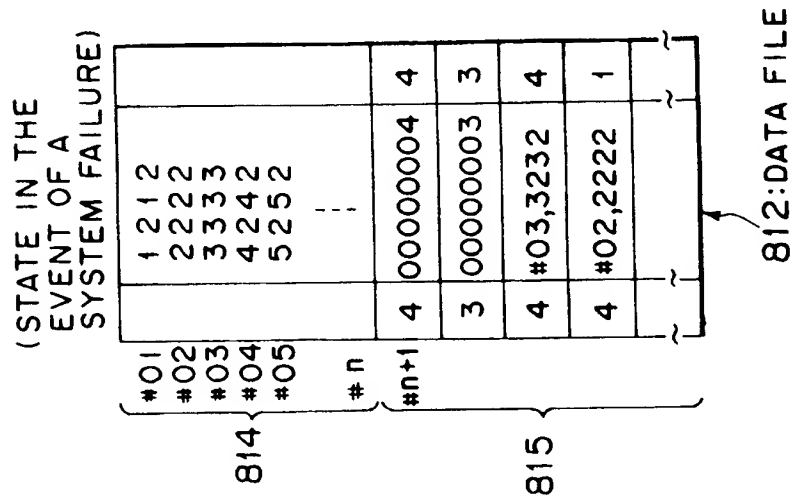 (STATE IN THE
EVENT OF A
SYSTEM FAILURE)
#01 1212
#02 2222
#03 3333
#04 4242
#05 5252
---
#n
814
#n+1 4 00000004 4
3 00000003 3
4 #03,3232 4
4 #02,2222 1
815
812:DATA FILE